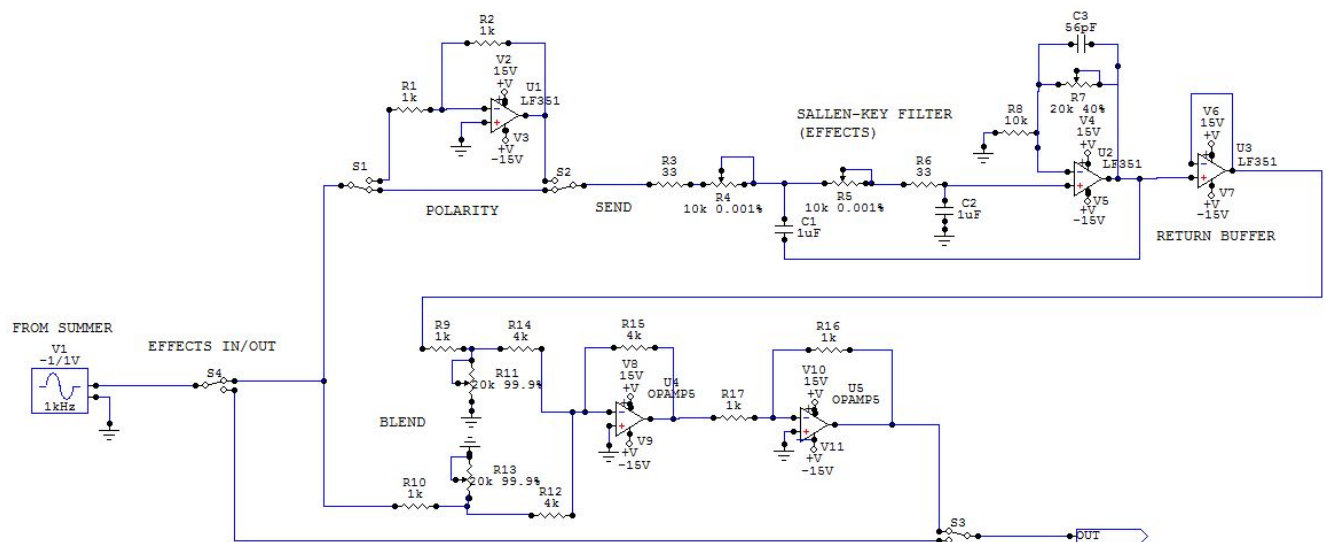 R2
1k
V2
15V
+V
R1
1k
U1
LF351
V3
+V
-15V
S1
S2
POLARITY
SEND
R3
33
R4
10k 0.001%
SALLEN-KEY FILTER
(EFFECTS)
R5
10k 0.001%
R6
33
C1
1uF
C2
1uF
C3
56pF
R7
20k 40%
R8
10k
V4
15V
+V
U2
LF351
V5
+V
-15V
V6
15V
+V
U3
LF351
V7
+V
-15V
RETURN BUFFER
FROM SUMMER
V1
-1/1V
1kHz
EFFECTS IN/OUT
S4
R9
1k
R14
4k
R11
20k 99.9%
BLEND
R13
20k 99.9%
R10
1k
R12
4k
R15
4k
V8
15V
+V
U4
OPAMP5
V9
+V
-15V
R17
1k
R16
1k
V10
15V
+V
U5
OPAMP5
V11
+V
-15V
S3
OUT